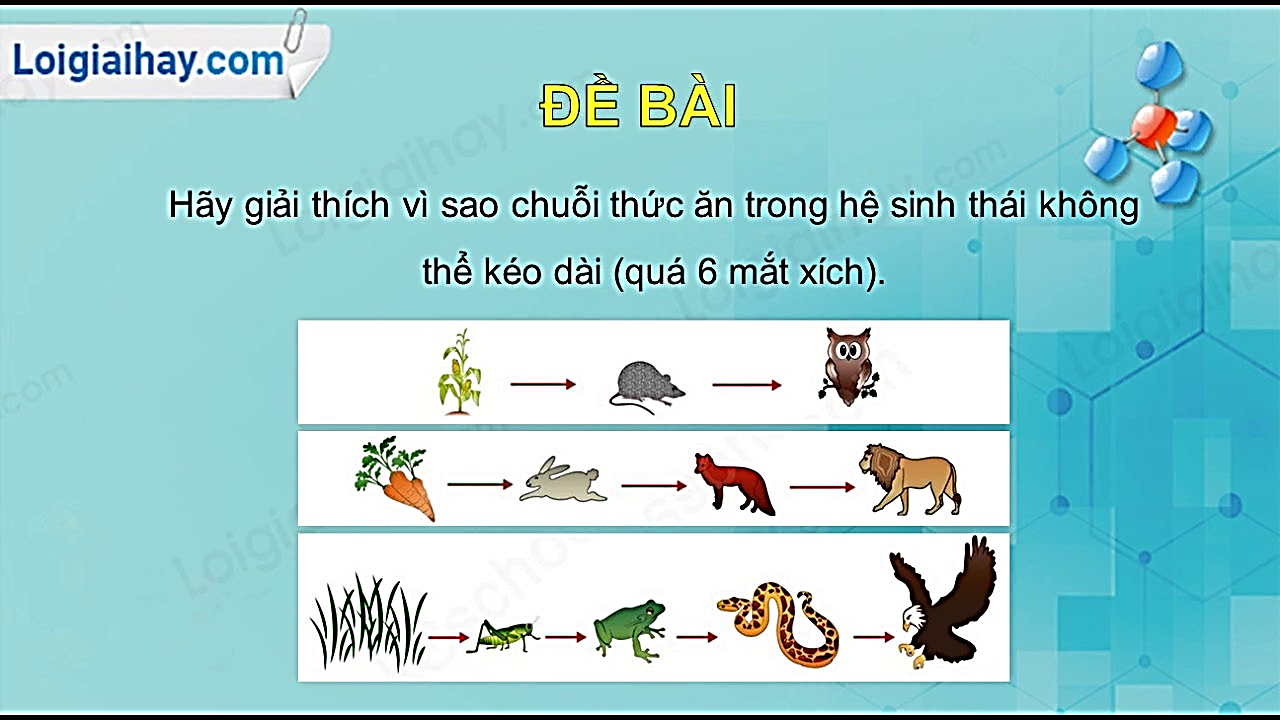 Loigiaihay.com
ĐỀ BÀI
Hãy giải thích vì sao chuỗi thức ăn trong hệ sinh thái không
thể kéo dài (quá 6 mắt xích).